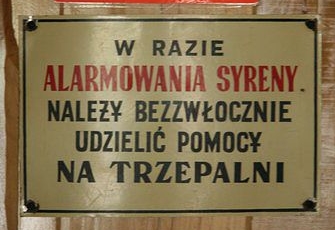 W RAZIE
ALARMOWANIA SYRENY.
NALEŻY BEZZWŁOCZNIE
UDZIELIĆ POMOCY
NA TRZEPALNI